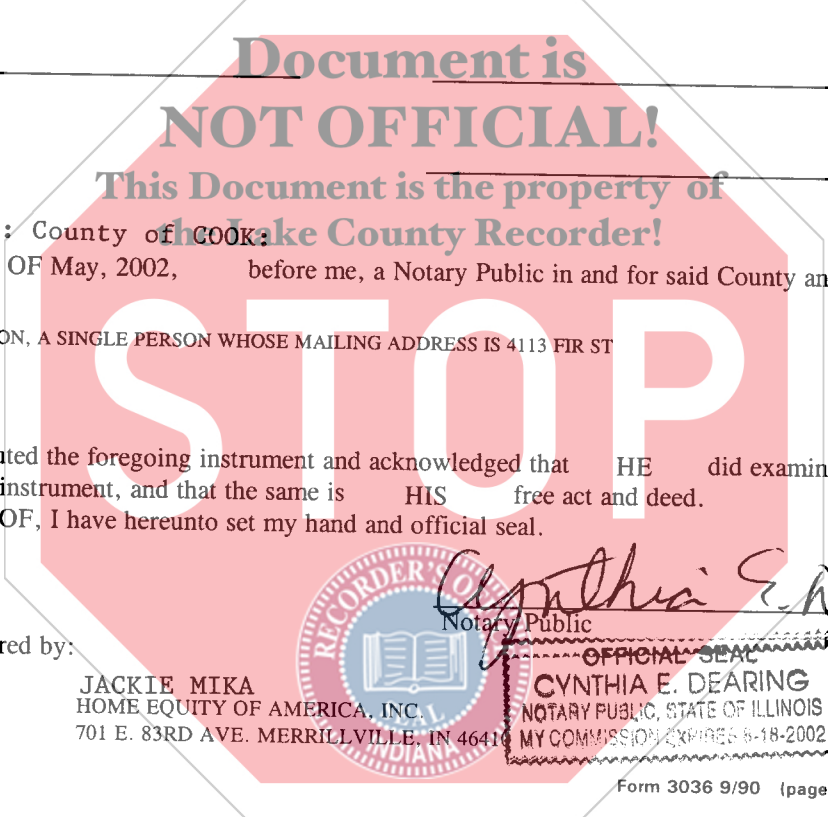 Document is
NOT OFFICIAL!
This Document is the property of
the Lake County Recorder!
: County of COOK:
OF May, 2002, before me, a Notary Public in and for said County an
ON, A SINGLE PERSON WHOSE MAILING ADDRESS IS 4113 FIR ST
STOP
uted the foregoing instrument and acknowledged that HE did examin
instrument, and that the same is HIS free act and deed.
OF, I have hereunto set my hand and official seal.
RECORDER'S
SEAL
INDIANA
Cynthia E.
Notary Public
red by:
OFFICIAL SEAL
CYNTHIA E. DEARING
NOTARY PUBLIC, STATE OF ILLINOIS
MY COMMISSION EXPIRES 8-18-2002
JACKIE MIKA
HOME EQUITY OF AMERICA, INC.
701 E. 83RD AVE. MERRILLVILLE, IN 46410
Form 3036 9/90 (page